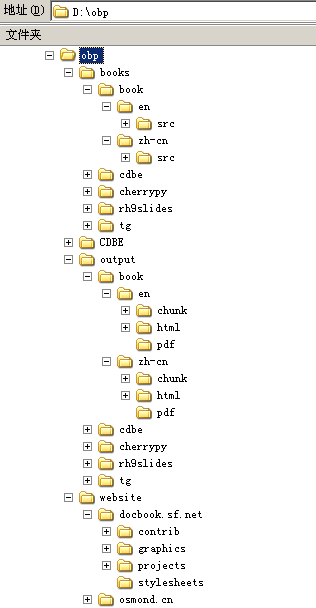 地址(D) D:\obp
文件夹
obp
books
book
en
src
zh-cn
src
cdbe
cherrypy
rh9slides
tg
CDBE
output
book
en
chunk
html
pdf
zh-cn
chunk
html
pdf
cdbe
cherrypy
rh9slides
tg
website
docbook.sf.net
contrib
graphics
projects
stylesheets
osmond.cn